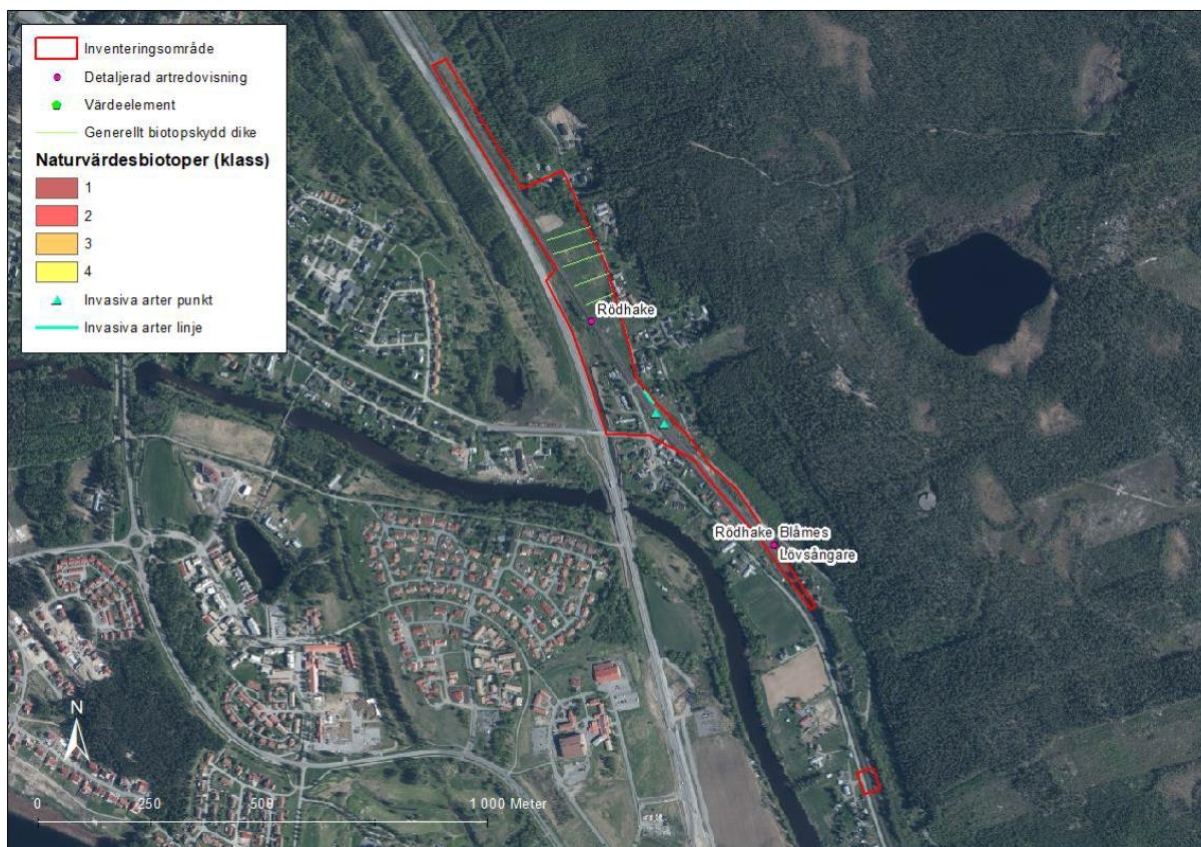 Inventeringsområde
Detaljerad artredovisning
Värdeelement
Generellt biotopskydd dike
Naturvärdesbiotoper (klass)
1
2
3
4
Invasiva arter punkt
Invasiva arter linje
Rödhake
Rödhake Blåmes
Lövsångare
N
0 250 500 1 000 Meter